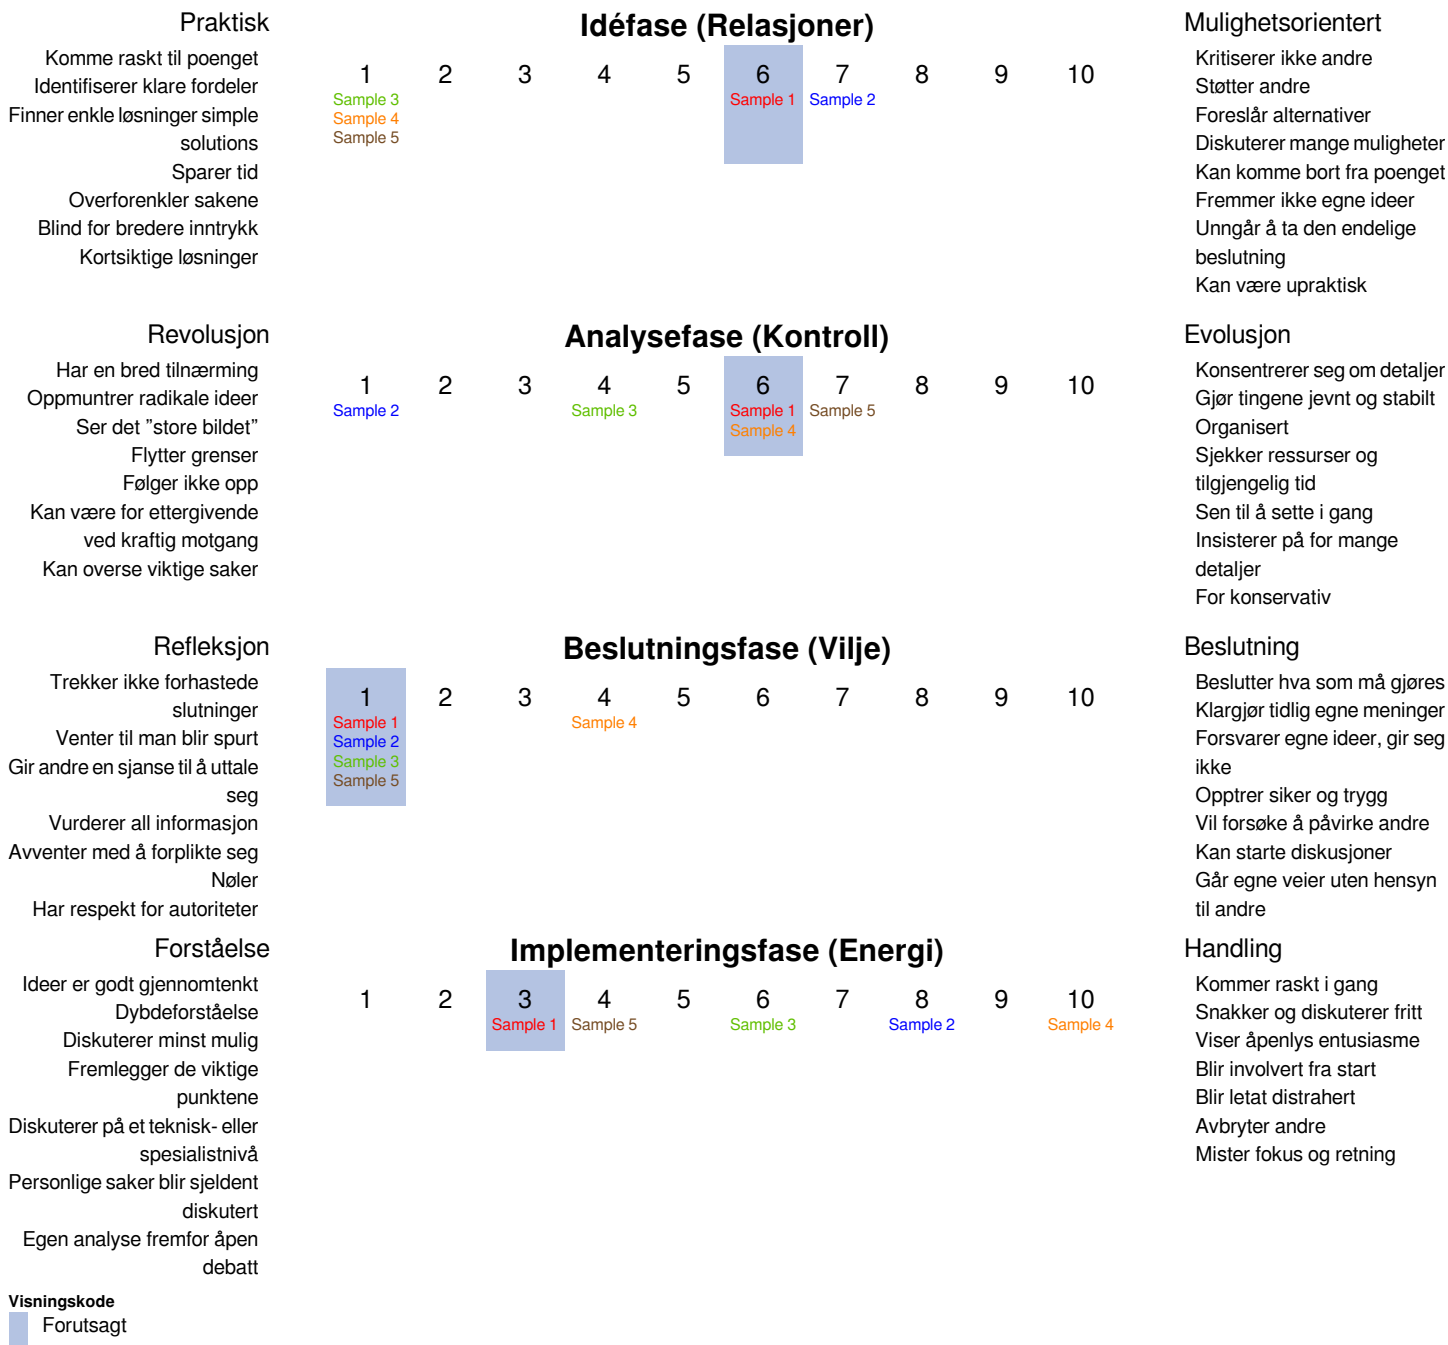 Praktisk
Idéfase (Relasjoner)
Mulighetsorientert
Komme raskt til poenget
Identifiserer klare fordeler
Finner enkle løsninger simple
solutions
Sparer tid
Overforenkler sakene
Blind for bredere inntrykk
Kortsiktige løsninger
1 2 3 4 5 6 7 8 9 10
Sample 3 Sample 1 Sample 2
Sample 4
Sample 5
Kritiserer ikke andre
Støtter andre
Foreslår alternativer
Diskuterer mange muligheter
Kan komme bort fra poenget
Fremmer ikke egne ideer
Unngår å ta den endelige
beslutning
Kan være upraktisk
Revolusjon
Analysefase (Kontroll)
Evolusjon
Har en bred tilnærming
Oppmuntrer radikale ideer
Ser det ”store bildet”
Flytter grenser
Følger ikke opp
Kan være for ettergivende
ved kraftig motgang
Kan overse viktige saker
1 2 3 4 5 6 7 8 9 10
Sample 2 Sample 3 Sample 1 Sample 5
Sample 4
Konsentrerer seg om detaljer
Gjør tingene jevnt og stabilt
Organisert
Sjekker ressurser og
tilgjengelig tid
Sen til å sette i gang
Insisterer på for mange
detaljer
For konservativ
Refleksjon
Beslutningsfase (Vilje)
Beslutning
Trekker ikke forhastede
slutninger
Venter til man blir spurt
Gir andre en sjanse til å uttale
seg
Vurderer all informasjon
Avventer med å forplikte seg
Nøler
Har respekt for autoriteter
1 2 3 4 5 6 7 8 9 10
Sample 1 Sample 4
Sample 2
Sample 3
Sample 5
Beslutter hva som må gjøres
Klargjør tidlig egne meninger
Forsvarer egne ideer, gir seg
ikke
Opptrer siker og trygg
Vil forsøke å påvirke andre
Kan starte diskusjoner
Går egne veier uten hensyn
til andre
Forståelse
Implementeringsfase (Energi)
Handling
Ideer er godt gjennomtenkt
Dybdeforståelse
Diskuterer minst mulig
Fremlegger de viktige
punktene
Diskuterer på et teknisk- eller
spesialistnivå
Personlige saker blir sjeldent
diskutert
Egen analyse fremfor åpen
debatt
1 2 3 4 5 6 7 8 9 10
Sample 1 Sample 5 Sample 3 Sample 2 Sample 4
Kommer raskt i gang
Snakker og diskuterer fritt
Viser åpenlys entusiasme
Blir involvert fra start
Blir letat distrahert
Avbryter andre
Mister fokus og retning
Visningskode
Forutsagt